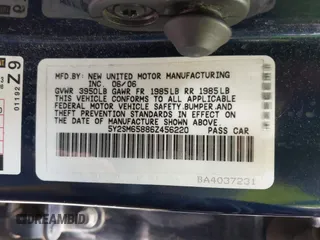 MFD.BY: NEW UNITED MOTOR MANUFACTURING
INC. 06/06
GVWR 3950LB GAWR FR 1985LB RR 1985LB
THIS VEHICLE CONFORMS TO ALL APPLICABLE
FEDERAL MOTOR VEHICLE SAFETY,BUMPER,AND
THEFT PREVENTION STANDARDS IN EFFECT ON
THE DATE OF MANUFACTURE SHOWN ABOVE.
5Y2SM65886Z456220 PASS CAR
BA4037231
01192 Z9
DREAMBID